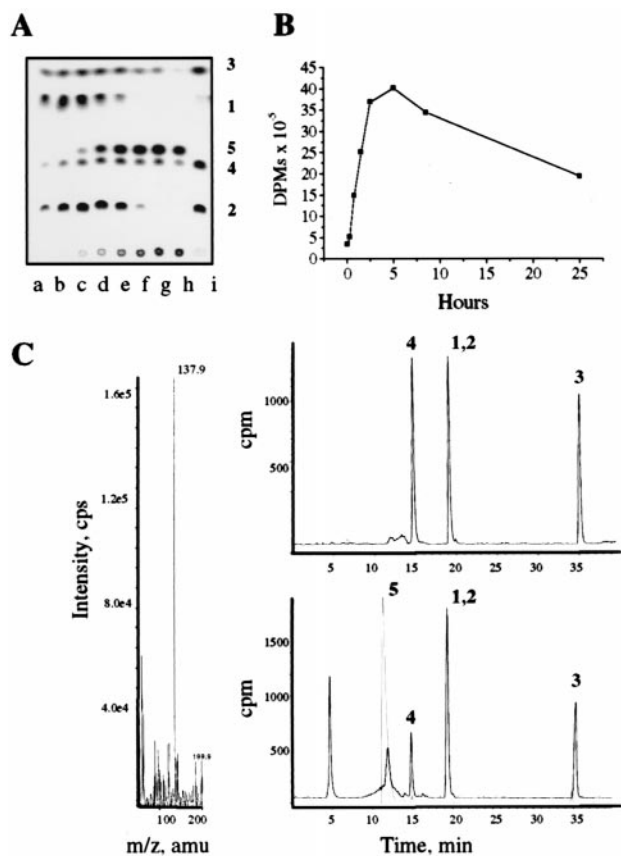 A
3
1
5
4
2
a b c d e f g h i
B
DPMs x 10⁻⁵
45
40
35
30
25
20
15
10
5
0
0 5 10 15 20 25
Hours
C
1.6e5
137.9
1.2e5
8.0e4
4.0e4
Intensity, cps
199.9
100 200
m/z, amu
4
1,2
3
cpm
1000
500
5 10 15 20 25 30 35
5
1,2
4
3
cpm
1500
1000
500
5 10 15 20 25 30 35
Time, min